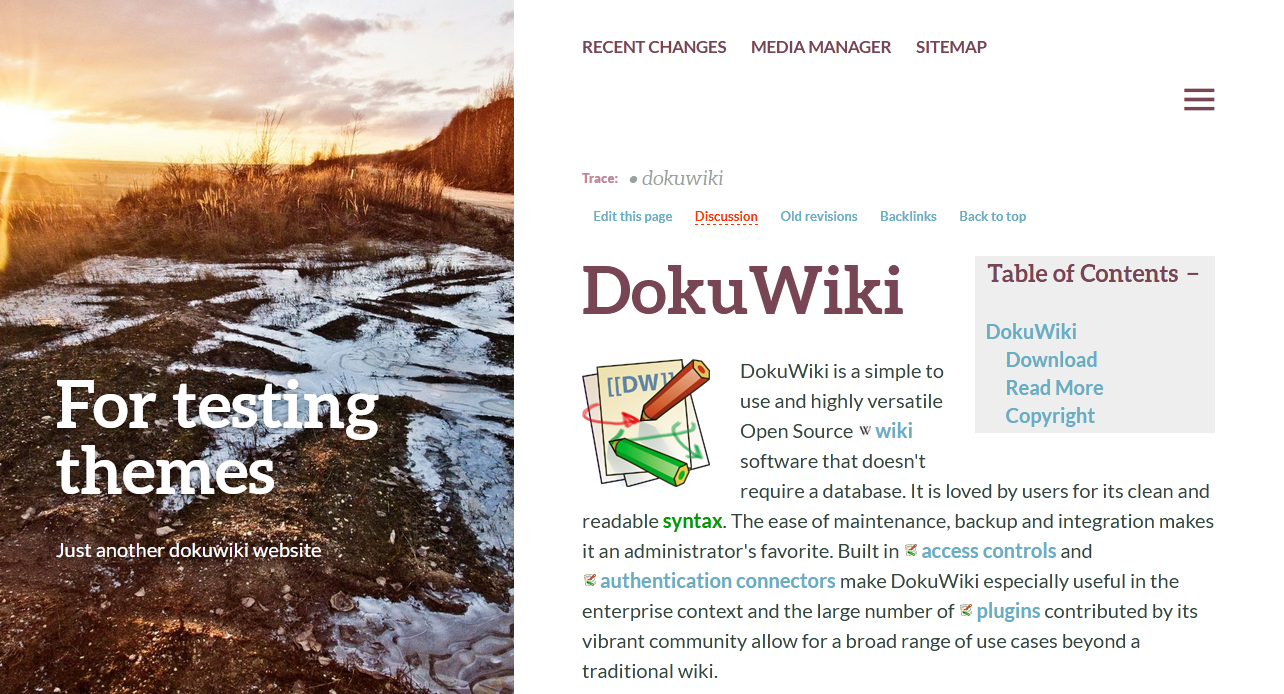 For testing
themes
Just another dokuwiki website
RECENT CHANGES MEDIA MANAGER SITEMAP
Trace: • dokuwiki
Edit this page Discussion Old revisions Backlinks Back to top
DokuWiki
Table of Contents −
DokuWiki
Download
Read More
Copyright
[[DW]]
DokuWiki is a simple to
use and highly versatile
Open Source W wiki
software that doesn't
require a database. It is loved by users for its clean and
readable syntax. The ease of maintenance, backup and integration makes
it an administrator's favorite. Built in access controls and
authentication connectors make DokuWiki especially useful in the
enterprise context and the large number of plugins contributed by its
vibrant community allow for a broad range of use cases beyond a
traditional wiki.